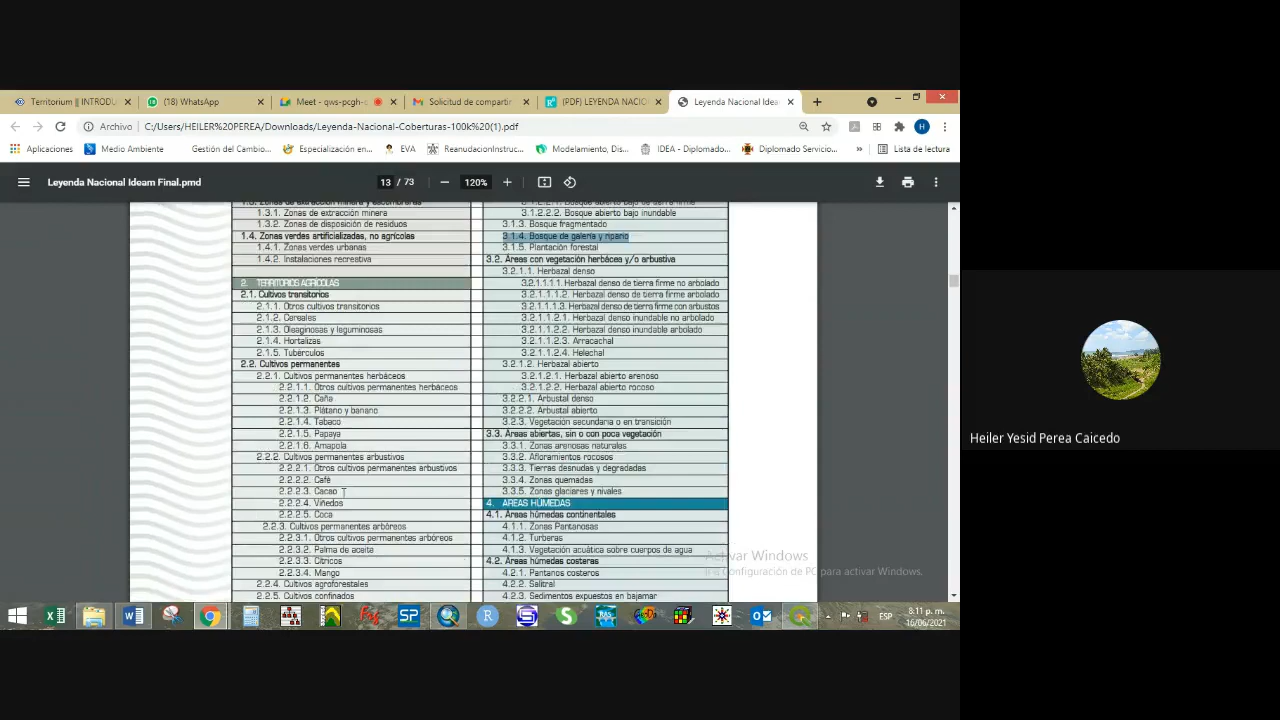 Territorium || INTRODU
(18) WhatsApp
Meet - qws-pcgh-
Solicitud de compartir
(PDF) LEYENDA NACIO
Leyenda Nacional Ideam
Archivo
C:/Users/HEILER%20PEREA/Downloads/Leyenda-Nacional-Coberturas-100k%20(1).pdf
Aplicaciones
Medio Ambiente
Gestión del Cambio...
Especialización en...
EVA
ReanudacionInstruc...
Modelamiento, Dis...
IDEA - Diplomado...
Diplomado Servicio...
»
Lista de lectura
Leyenda Nacional Ideam Final.pmd
13 / 73
120%
1.3.1. Zonas de extracción minera
1.3.2. Zonas de disposición de residuos
1.4. Zonas verdes artificializadas, no agrícolas
1.4.1. Zonas verdes urbanas
1.4.2. Instalaciones recreativa
2. TERRITORIOS AGRÍCOLAS
2.1. Cultivos transitorios
2.1.1. Otros cultivos transitorios
2.1.2. Cereales
2.1.3. Oleaginosas y leguminosas
2.1.4. Hortalizas
2.1.5. Tubérculos
2.2. Cultivos permanentes
2.2.1. Cultivos permanentes herbáceos
2.2.1.1. Otros cultivos permanentes herbáceos
2.2.1.2. Caña
2.2.1.3. Plátano y banano
2.2.1.4. Tabaco
2.2.1.5. Papaya
2.2.1.6. Amapola
2.2.2. Cultivos permanentes arbustivos
2.2.2.1. Otros cultivos permanentes arbustivos
2.2.2.2. Café
2.2.2.3. Cacao
2.2.2.4. Viñedos
2.2.2.5. Coca
2.2.3. Cultivos permanentes arbóreos
2.2.3.1. Otros cultivos permanentes arbóreos
2.2.3.2. Palma de aceita
2.2.3.3. Cítricos
2.2.3.4. Mango
2.2.4. Cultivos agroforestales
2.2.5. Cultivos confinados
3.1.2.2.2. Bosque abierto bajo inundable
3.1.3. Bosque fragmentado
3.1.4. Bosque de galería y ripario
3.1.5. Plantación forestal
3.2. Áreas con vegetación herbácea y/o arbustiva
3.2.1.1. Herbazal denso
3.2.1.1.1.1. Herbazal denso de tierra firme no arbolado
3.2.1.1.1.2. Herbazal denso de tierra firme arbolado
3.2.1.1.1.3. Herbazal denso de tierra firme con arbustos
3.2.1.1.2.1. Herbazal denso inundable no arbolado
3.2.1.1.2.2. Herbazal denso inundable arbolado
3.2.1.1.2.3. Arracachal
3.2.1.1.2.4. Helechal
3.2.1.2. Herbazal abierto
3.2.1.2.1. Herbazal abierto arenoso
3.2.1.2.2. Herbazal abierto rocoso
3.2.2.1. Arbustal denso
3.2.2.2. Arbustal abierto
3.2.3. Vegetación secundaria o en transición
3.3. Áreas abiertas, sin o con poca vegetación
3.3.1. Zonas arenosas naturales
3.3.2. Afloramientos rocosos
3.3.3. Tierras desnudas y degradadas
3.3.4. Zonas quemadas
3.3.5. Zonas glaciares y nivales
4. ÁREAS HÚMEDAS
4.1. Áreas húmedas continentales
4.1.1. Zonas Pantanosas
4.1.2. Turberas
4.1.3. Vegetación acuática sobre cuerpos de agua
4.2. Áreas húmedas costeras
4.2.1. Pantanos costeros
4.2.2. Salitral
4.2.3. Sedimentos expuestos en bajamar
Activar Windows
Configuración de PC para activar Windows.
Heiler Yesid Perea Caicedo
SP
R
S
ESP
8:11 p. m.
16/06/2021